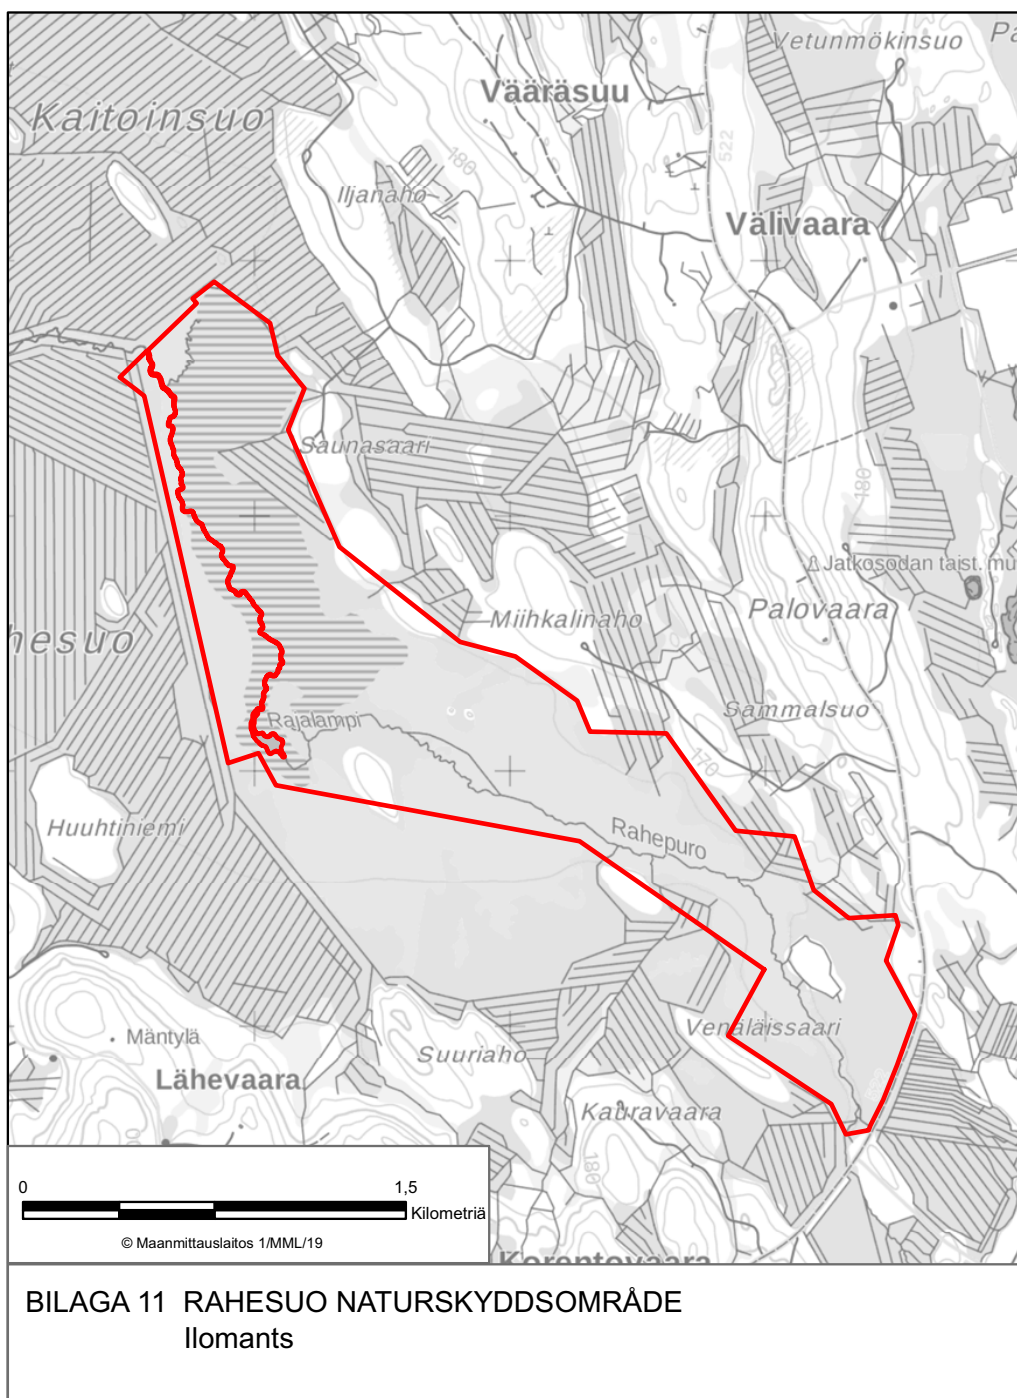 Vetunmökinsuo
Pa
Kaitoinsuo
Vääräsuu
180
522
Iljanaho
Välivaara
Saunasaari
180
Jatkosodan taist. mu
Miihkalinaho
Palovaara
hesuo
Rajalampi
Sammalsuo
170
Huuhtiniemi
Rahepuro
Venäläissaari
Mäntylä
Suuriaho
Lähevaara
Kauravaara
180
0
1,5
Kilometriä
© Maanmittauslaitos 1/MML/19
Korentovaara
BILAGA 11 RAHESUO NATURSKYDDSOMRÅDE
Ilomants